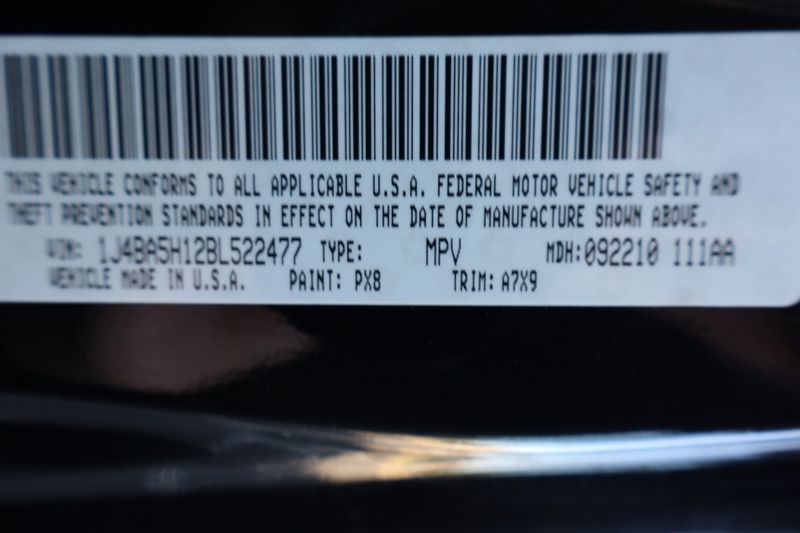 THIS VEHICLE CONFORMS TO ALL APPLICABLE U.S.A. FEDERAL MOTOR VEHICLE SAFETY AND
THEFT PREVENTION STANDARDS IN EFFECT ON THE DATE OF MANUFACTURE SHOWN ABOVE.
VIN: 1J4BA5H12BL522477 TYPE: MPV MDH: 092210 111AA
VEHICLE MADE IN U.S.A. PAINT: PX8 TRIM: A7X9